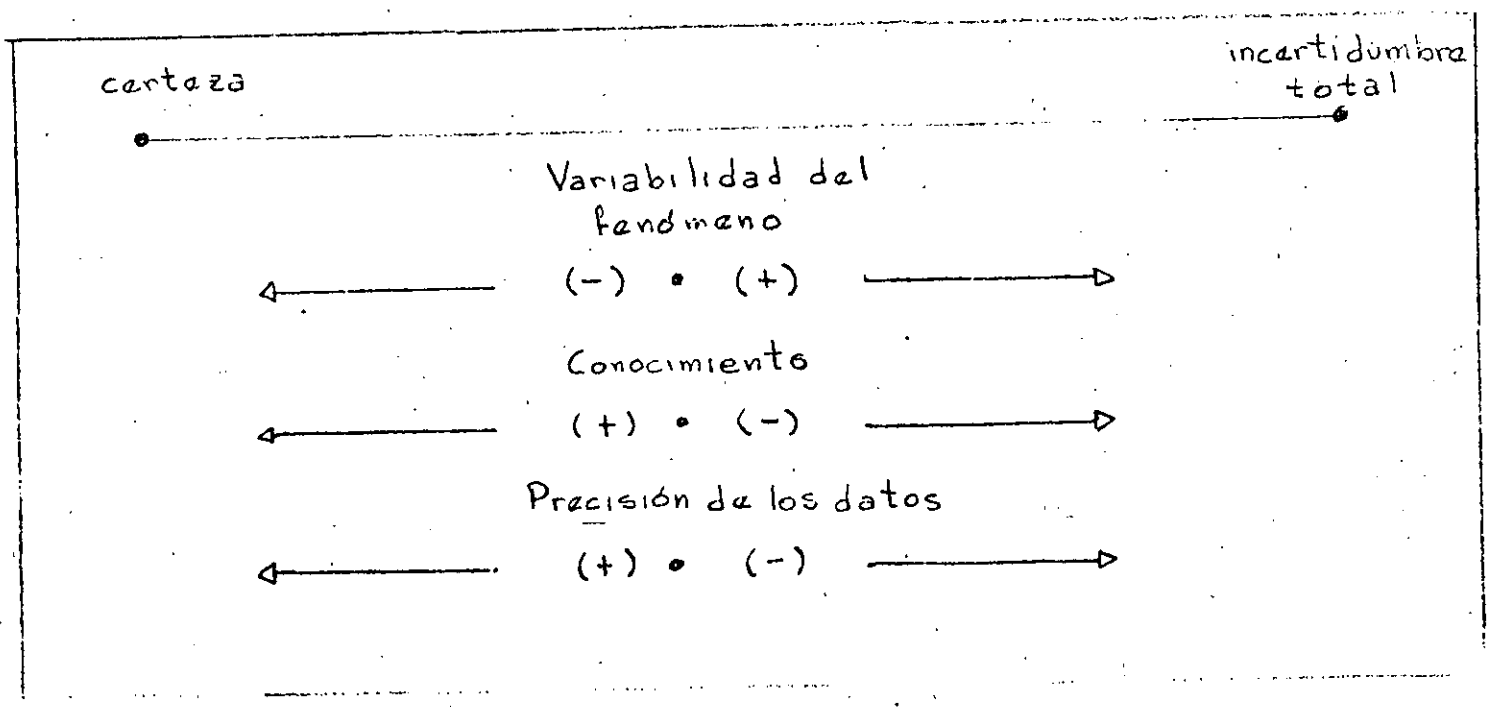 certeza
incertidumbre
total
Variabilidad del
fenómeno
(-) • (+)
Conocimiento
(+) • (-)
Precisión de los datos
(+) • (-)